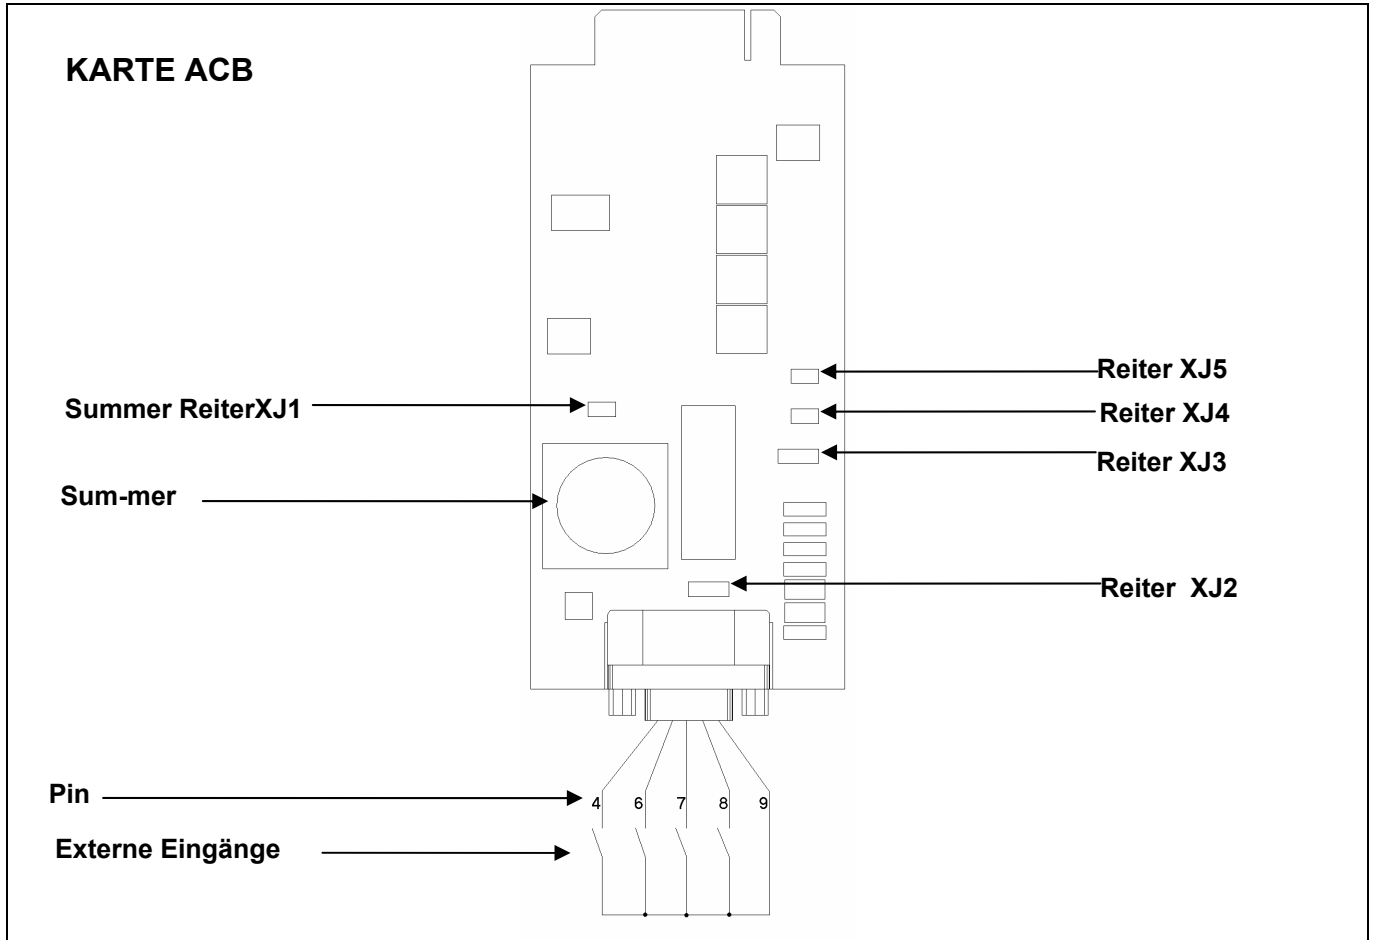 KARTE ACB
Reiter XJ5
Summer ReiterXJ1
Reiter XJ4
Reiter XJ3
Sum-mer
Reiter  XJ2
Pin
4 6 7 8 9
Externe Eingänge